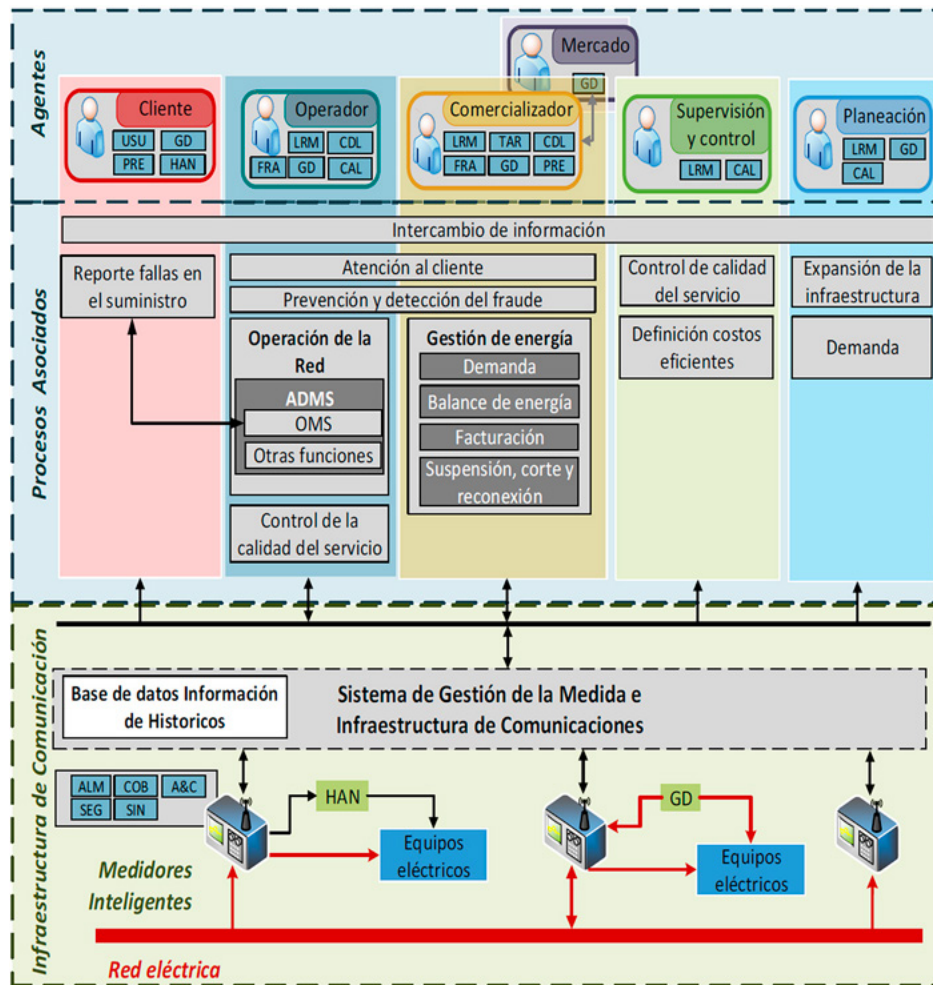 Agentes
Mercado
GD
Cliente
USU GD
PRE HAN
Operador
LRM CDL
FRA GD CAL
Comercializador
LRM TAR CDL
FRA GD PRE
Supervisión
y control
LRM CAL
Planeación
LRM GD
CAL
Procesos Asociados
Intercambio de información
Reporte fallas en
el suministro
Atención al cliente
Prevención y detección del fraude
Operación de la
Red
ADMS
OMS
Otras funciones
Control de la
calidad del servicio
Gestión de energía
Demanda
Balance de energía
Facturación
Suspensión, corte y
reconexión
Control de calidad
del servicio
Definición costos
eficientes
Expansión de la
infraestructura
Demanda
Infraestructura de Comunicación
Base de datos Información
de Historicos
Sistema de Gestión de la Medida e
Infraestructura de Comunicaciones
ALM COB A&C
SEG SIN
HAN
Equipos
eléctricos
GD
Equipos
eléctricos
Medidores
Inteligentes
Red eléctrica